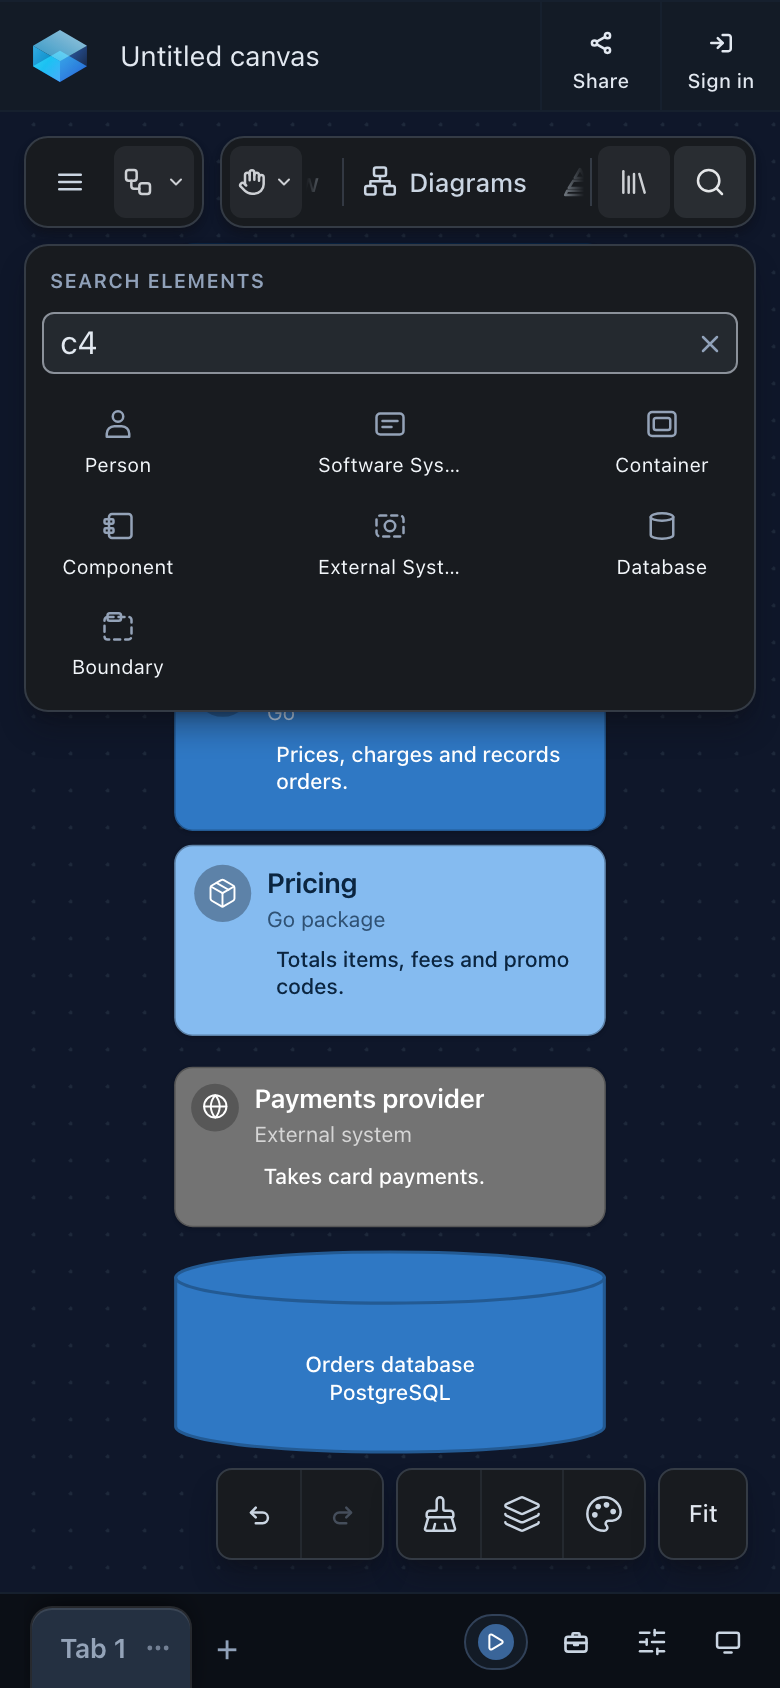 Untitled canvas
Share
Sign in
Diagrams
SEARCH ELEMENTS
c4
Person
Software Sys...
Container
Component
External Syst...
Database
Boundary
Go
Prices, charges and records
orders.
Pricing
Go package
Totals items, fees and promo
codes.
Payments provider
External system
Takes card payments.
Orders database
PostgreSQL
Fit
Tab 1